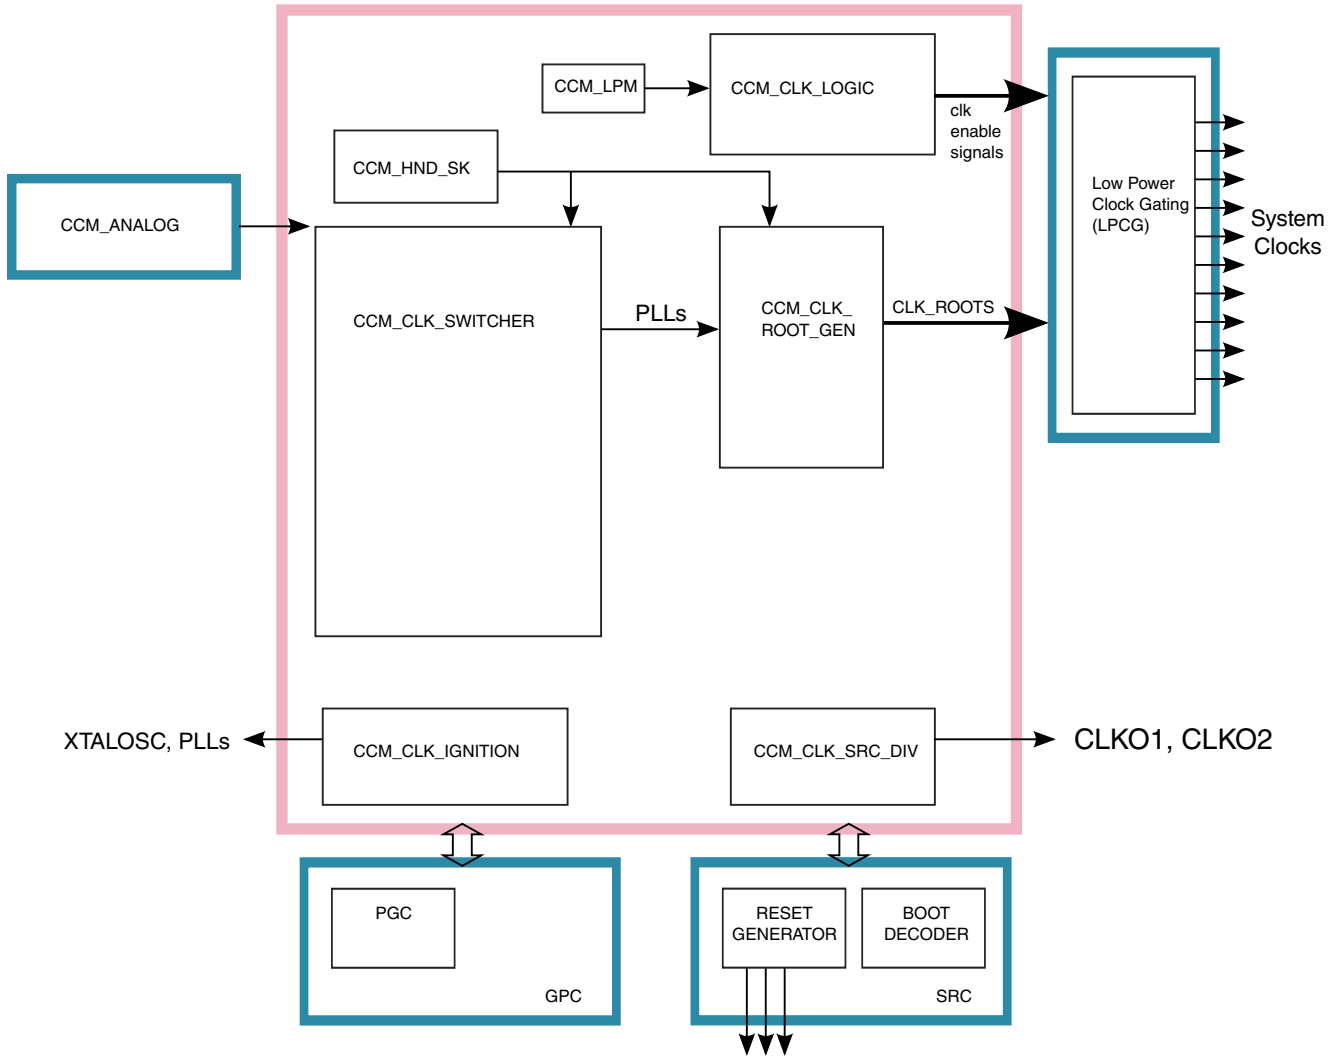 CCM_LPM
CCM_CLK_LOGIC
clk
enable
signals
CCM_HND_SK
CCM_ANALOG
Low Power
Clock Gating
(LPCG)
System
Clocks
CCM_CLK_SWITCHER
PLLs
CCM_CLK_
ROOT_GEN
CLK_ROOTS
XTALOSC, PLLs
CCM_CLK_IGNITION
CCM_CLK_SRC_DIV
CLKO1, CLKO2
PGC
GPC
RESET
GENERATOR
BOOT
DECODER
SRC